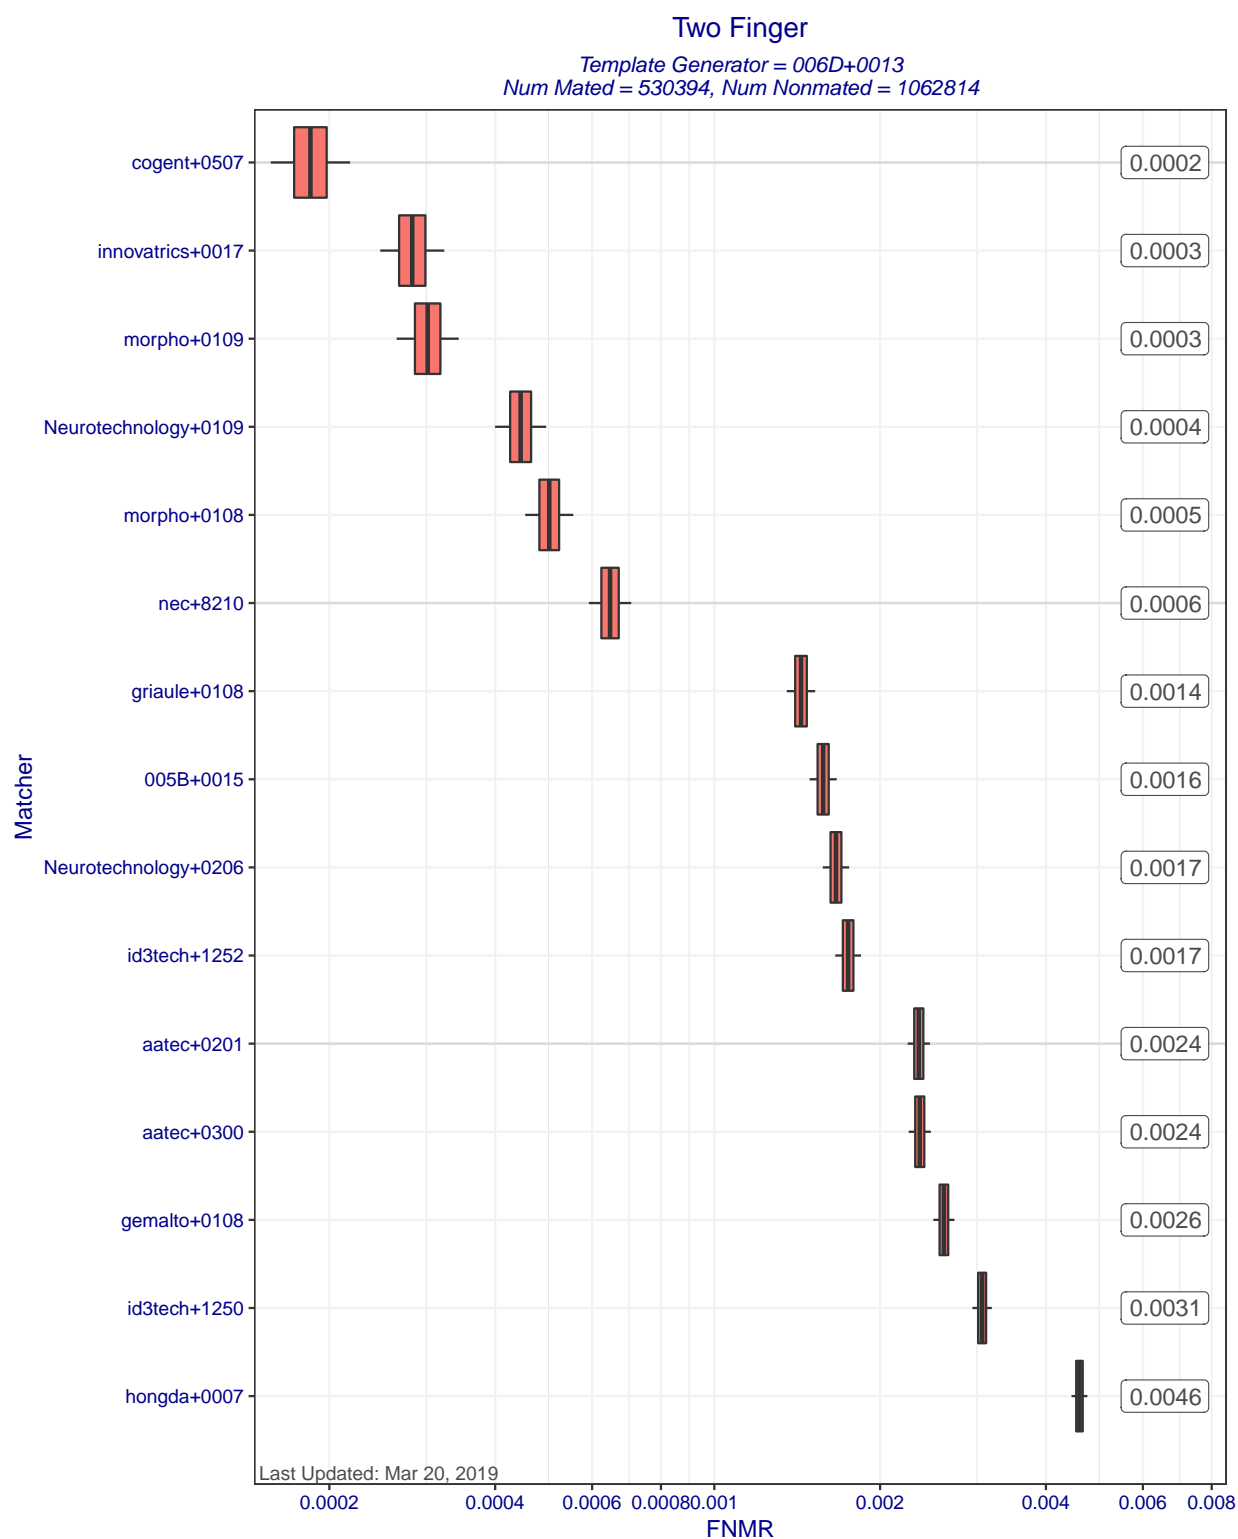 Two Finger
Template Generator = 006D+0013
Num Mated = 530394, Num Nonmated = 1062814
cogent+0507 0.0002
innovatrics+0017 0.0003
morpho+0109 0.0003
Neurotechnology+0109 0.0004
morpho+0108 0.0005
nec+8210 0.0006
griaule+0108 0.0014
005B+0015 0.0016
Neurotechnology+0206 0.0017
id3tech+1252 0.0017
aatec+0201 0.0024
aatec+0300 0.0024
gemalto+0108 0.0026
id3tech+1250 0.0031
hongda+0007 0.0046
Matcher
Last Updated: Mar 20, 2019
0.0002 0.0004 0.0006 0.0008 0.001 0.002 0.004 0.006 0.008
FNMR